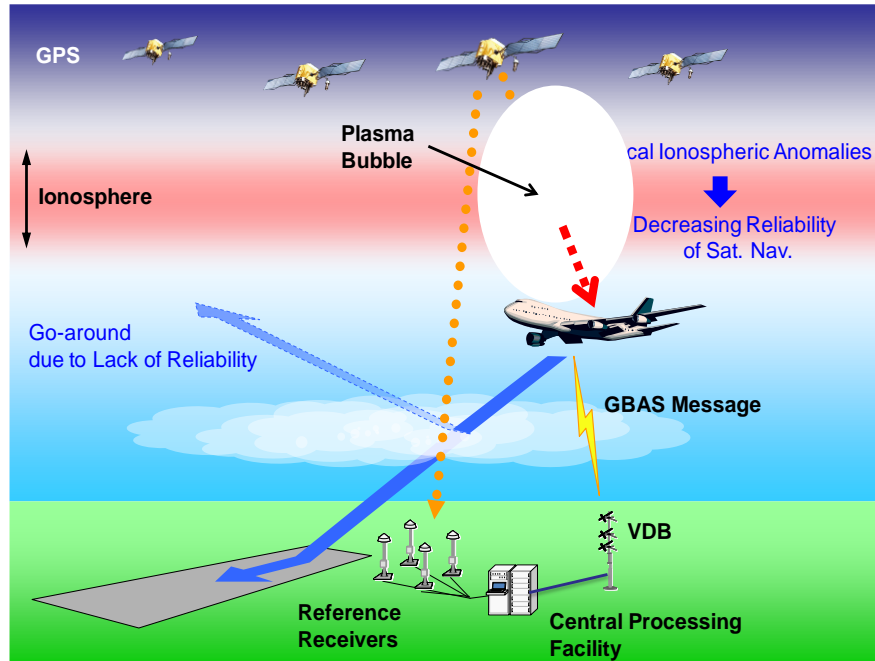 GPS
Plasma
Bubble
cal Ionospheric Anomalies
Ionosphere
Decreasing Reliability
of Sat. Nav.
Go-around
due to Lack of Reliability
GBAS Message
VDB
Reference
Receivers
Central Processing
Facility